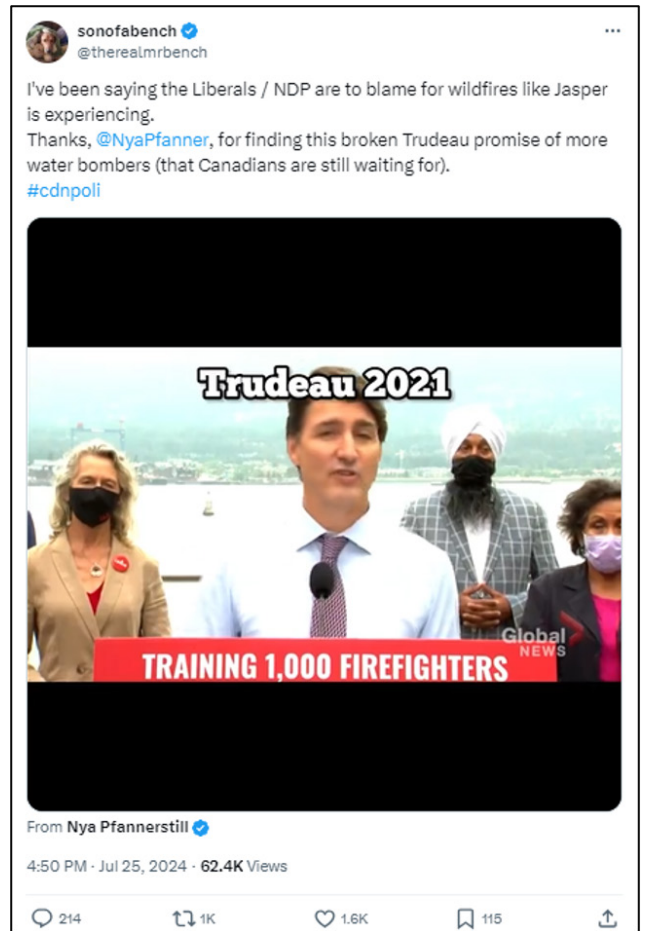 sonofabench
@therealmrbench
I've been saying the Liberals / NDP are to blame for wildfires like Jasper
is experiencing.
Thanks, @NyaPfanner, for finding this broken Trudeau promise of more
water bombers (that Canadians are still waiting for).
#cdnpoli
Trudeau 2021
Global
NEWS
TRAINING 1,000 FIREFIGHTERS
From Nya Pfannerstill
4:50 PM · Jul 25, 2024 · 62.4K Views
214 1K 1.6K 115